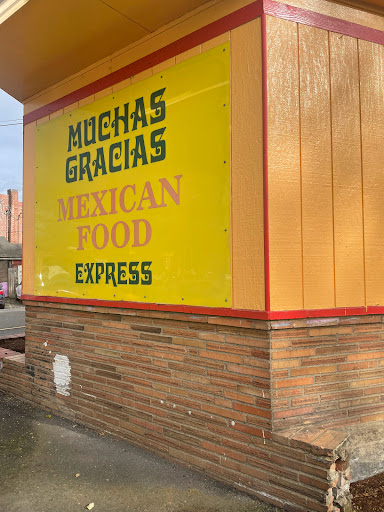 MUCHAS
GRACIAS
MEXICAN
FOOD
EXPRESS